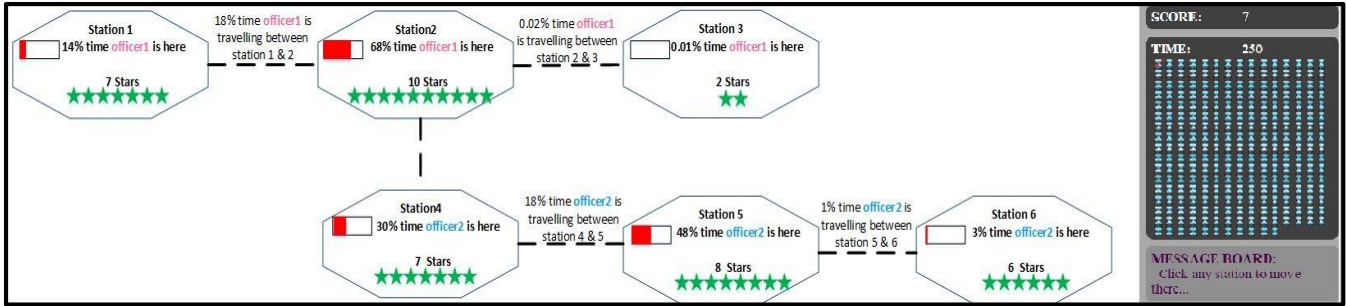 Station 1
14% time officer1 is here
7 Stars
18% time officer1 is
travelling between
station 1 & 2
Station2
68% time officer1 is here
10 Stars
0.02% time officer1
is travelling between
station 2 & 3
Station 3
0.01% time officer1 is here
2 Stars
Station4
30% time officer2 is here
7 Stars
18% time officer2 is
travelling between
station 4 & 5
Station 5
48% time officer2 is here
8 Stars
1% time officer2 is
travelling between
station 5 & 6
Station 6
3% time officer2 is here
6 Stars
SCORE: 7
TIME: 250
MESSAGE BOARD:
Click any station to move
there...